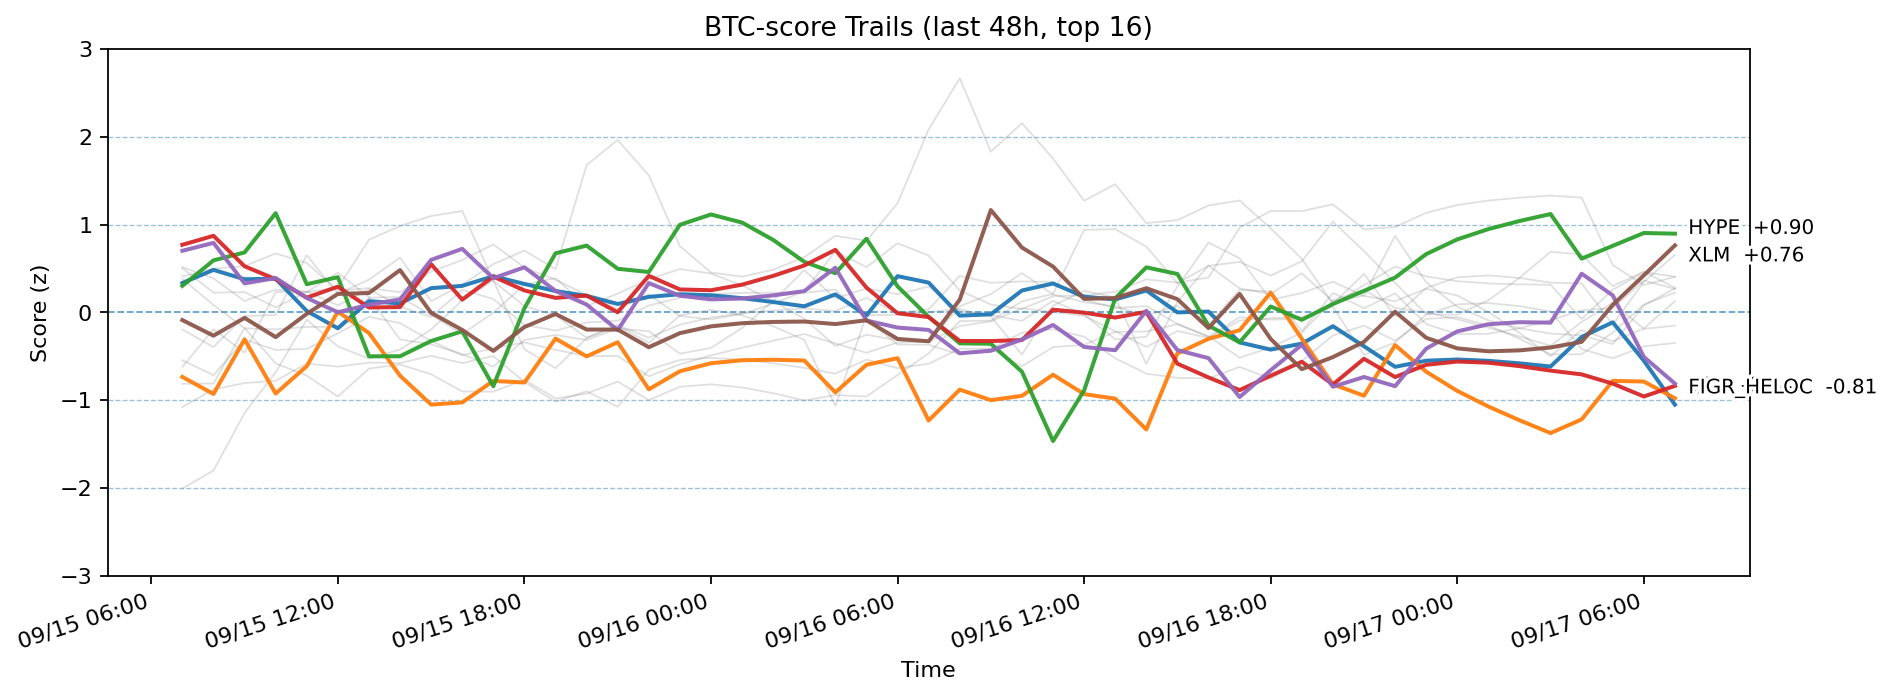 BTC-score Trails (last 48h, top 16)
Score (z)
3
2
1
0
−1
−2
−3
HYPE +0.90
XLM +0.76
FIGR_HELOC -0.81
09/15 06:00
09/15 12:00
09/15 18:00
09/16 00:00
09/16 06:00
09/16 12:00
09/16 18:00
09/17 00:00
09/17 06:00
Time